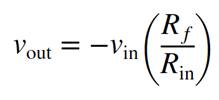 v_out = −v_in (R_f / R_in)